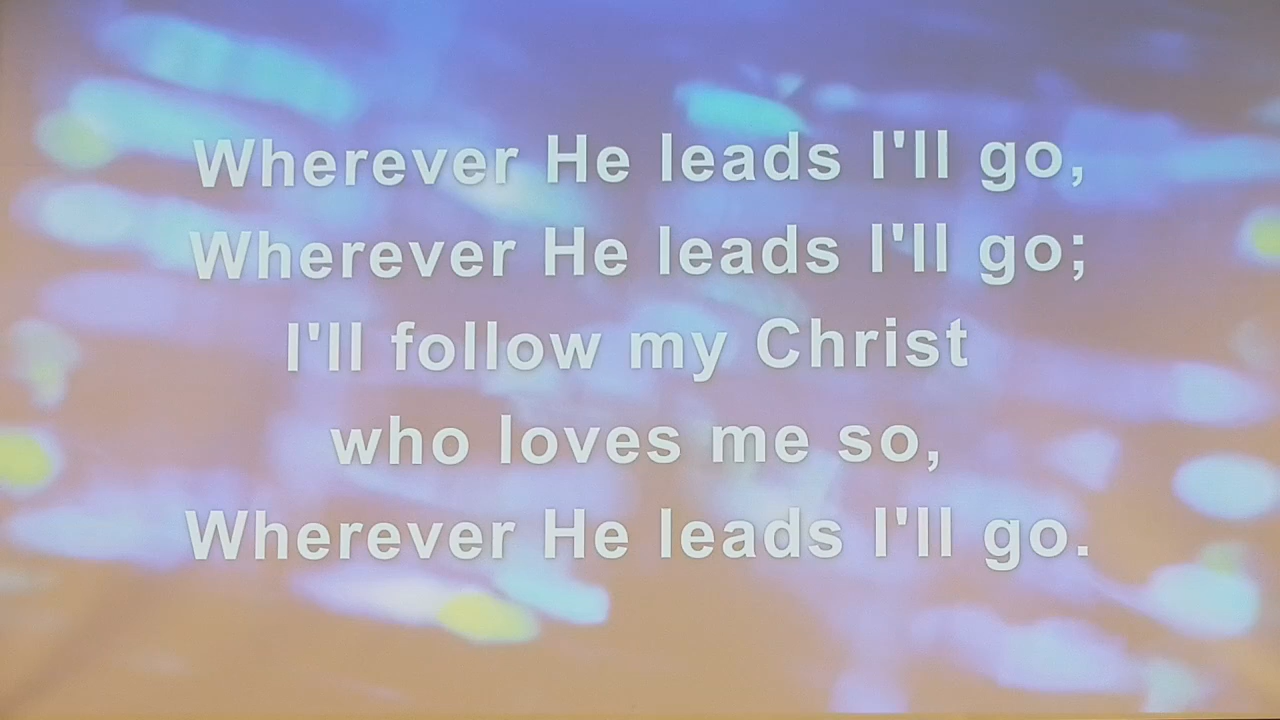 Wherever He leads I'll go,
Wherever He leads I'll go;
I'll follow my Christ
who loves me so,
Wherever He leads I'll go.